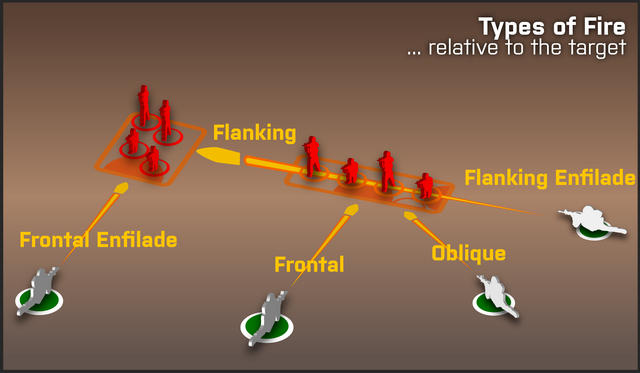 Types of Fire
... relative to the target
Flanking
Flanking Enfilade
Frontal Enfilade
Frontal
Oblique